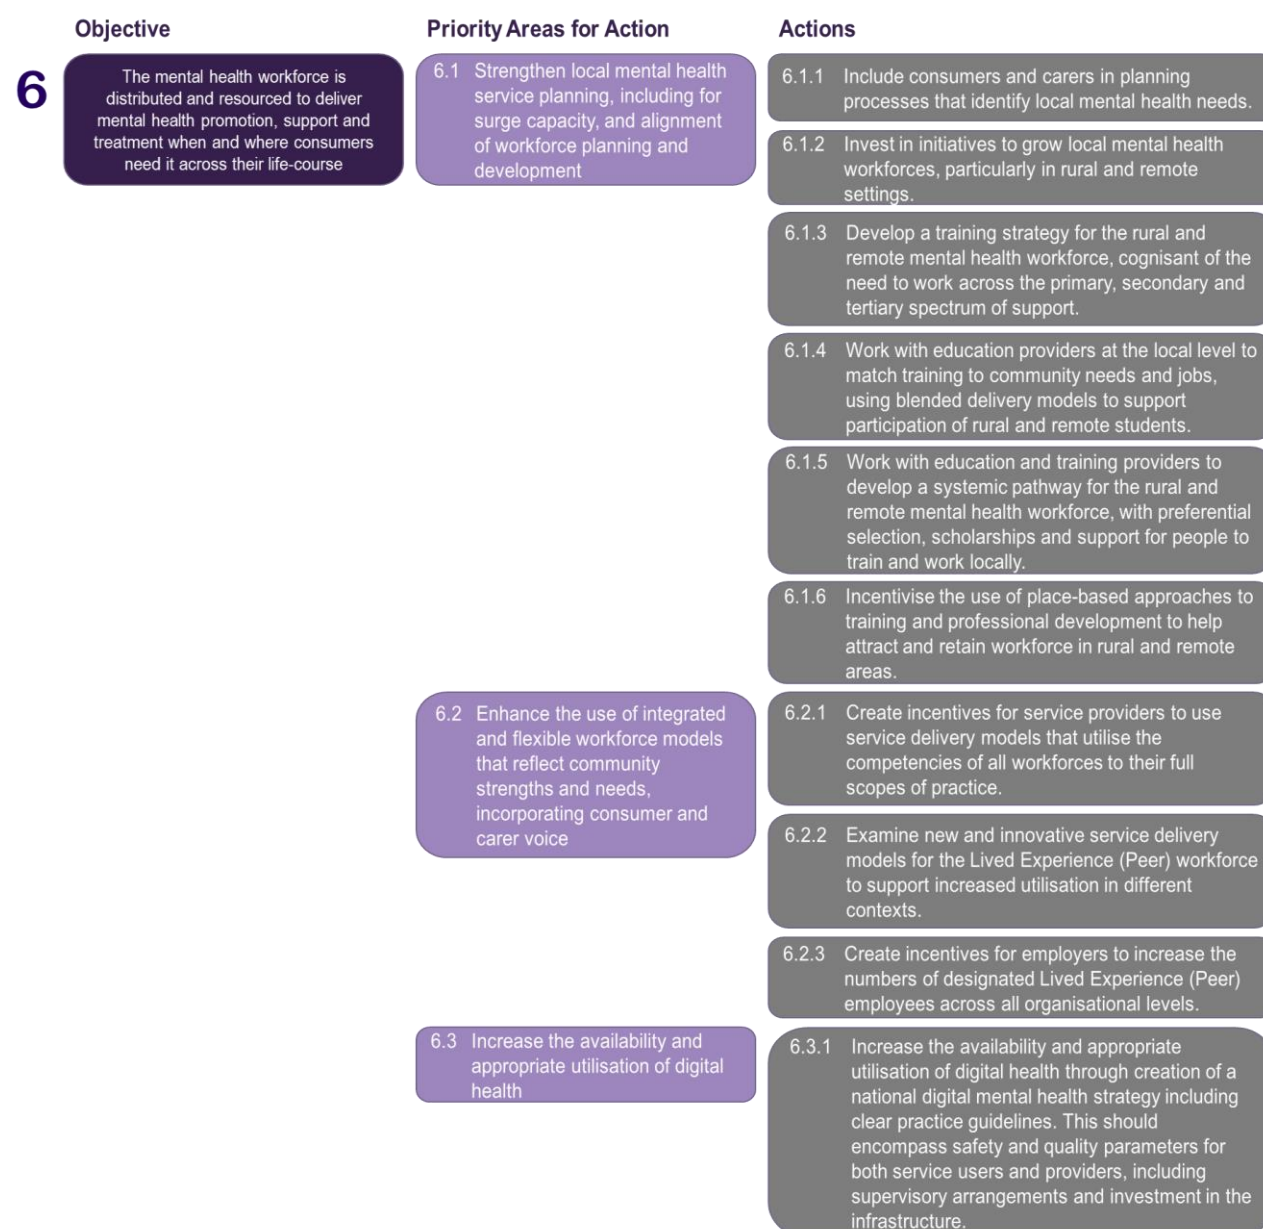 Objective
Priority Areas for Action
Actions
6
The mental health workforce is
distributed and resourced to deliver
mental health promotion, support and
treatment when and where consumers
need it across their life-course
6.1 Strengthen local mental health
service planning, including for
surge capacity, and alignment
of workforce planning and
development
6.1.1 Include consumers and carers in planning
processes that identify local mental health needs.
6.1.2 Invest in initiatives to grow local mental health
workforces, particularly in rural and remote
settings.
6.1.3 Develop a training strategy for the rural and
remote mental health workforce, cognisant of the
need to work across the primary, secondary and
tertiary spectrum of support.
6.1.4 Work with education providers at the local level to
match training to community needs and jobs,
using blended delivery models to support
participation of rural and remote students.
6.1.5 Work with education and training providers to
develop a systemic pathway for the rural and
remote mental health workforce, with preferential
selection, scholarships and support for people to
train and work locally.
6.1.6 Incentivise the use of place-based approaches to
training and professional development to help
attract and retain workforce in rural and remote
areas.
6.2 Enhance the use of integrated
and flexible workforce models
that reflect community
strengths and needs,
incorporating consumer and
carer voice
6.2.1 Create incentives for service providers to use
service delivery models that utilise the
competencies of all workforces to their full
scopes of practice.
6.2.2 Examine new and innovative service delivery
models for the Lived Experience (Peer) workforce
to support increased utilisation in different
contexts.
6.2.3 Create incentives for employers to increase the
numbers of designated Lived Experience (Peer)
employees across all organisational levels.
6.3 Increase the availability and
appropriate utilisation of digital
health
6.3.1 Increase the availability and appropriate
utilisation of digital health through creation of a
national digital mental health strategy including
clear practice guidelines. This should
encompass safety and quality parameters for
both service users and providers, including
supervisory arrangements and investment in the
infrastructure.